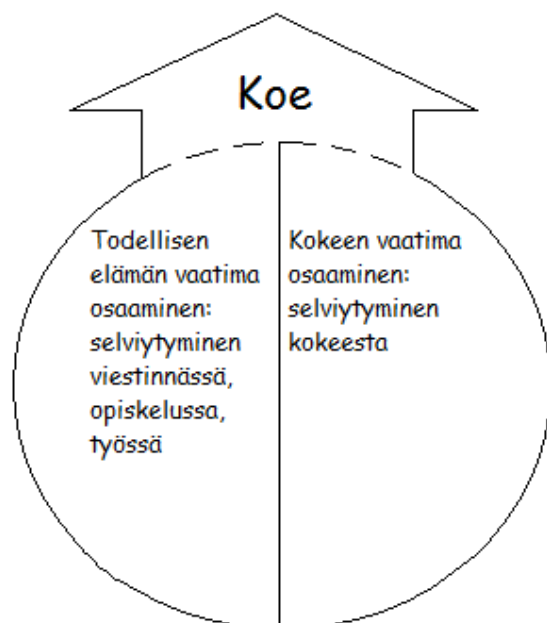 Koe
Todellisen
elämän vaatima
osaaminen:
selviytyminen
viestinnässä,
opiskelussa,
työssä
Kokeen vaatima
osaaminen:
selviytyminen
kokeesta